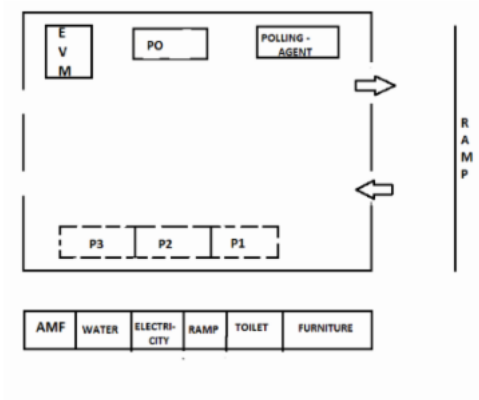 E
V
M
PO
POLLING -
AGENT
R
A
M
P
P3 P2 P1
AMF WATER ELECTRI-
CITY RAMP TOILET FURNITURE